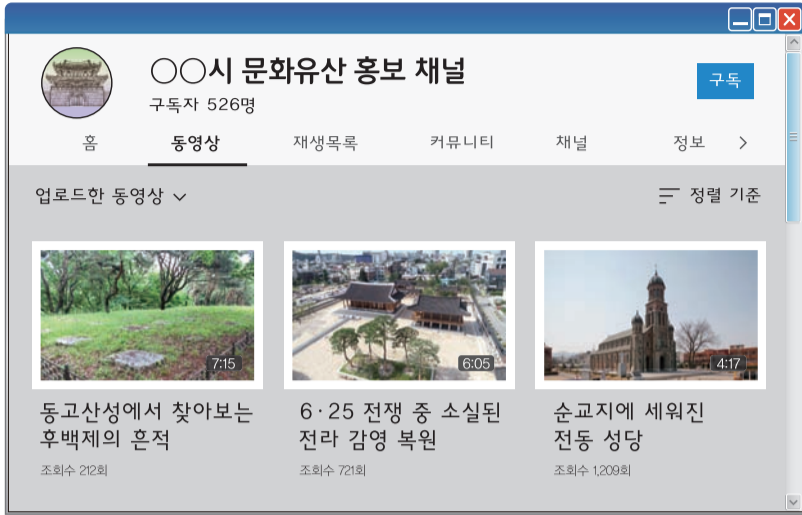 ○○시 문화유산 홍보 채널
구독자 526명
구독
홈 동영상 재생목록 커뮤니티 채널 정보 >
업로드한 동영상
정렬 기준
7:15
6:05
4:17
동고산성에서 찾아보는
후백제의 흔적
조회수 212회
6·25 전쟁 중 소실된
전라 감영 복원
조회수 721회
순교지에 세워진
전동 성당
조회수 1,209회